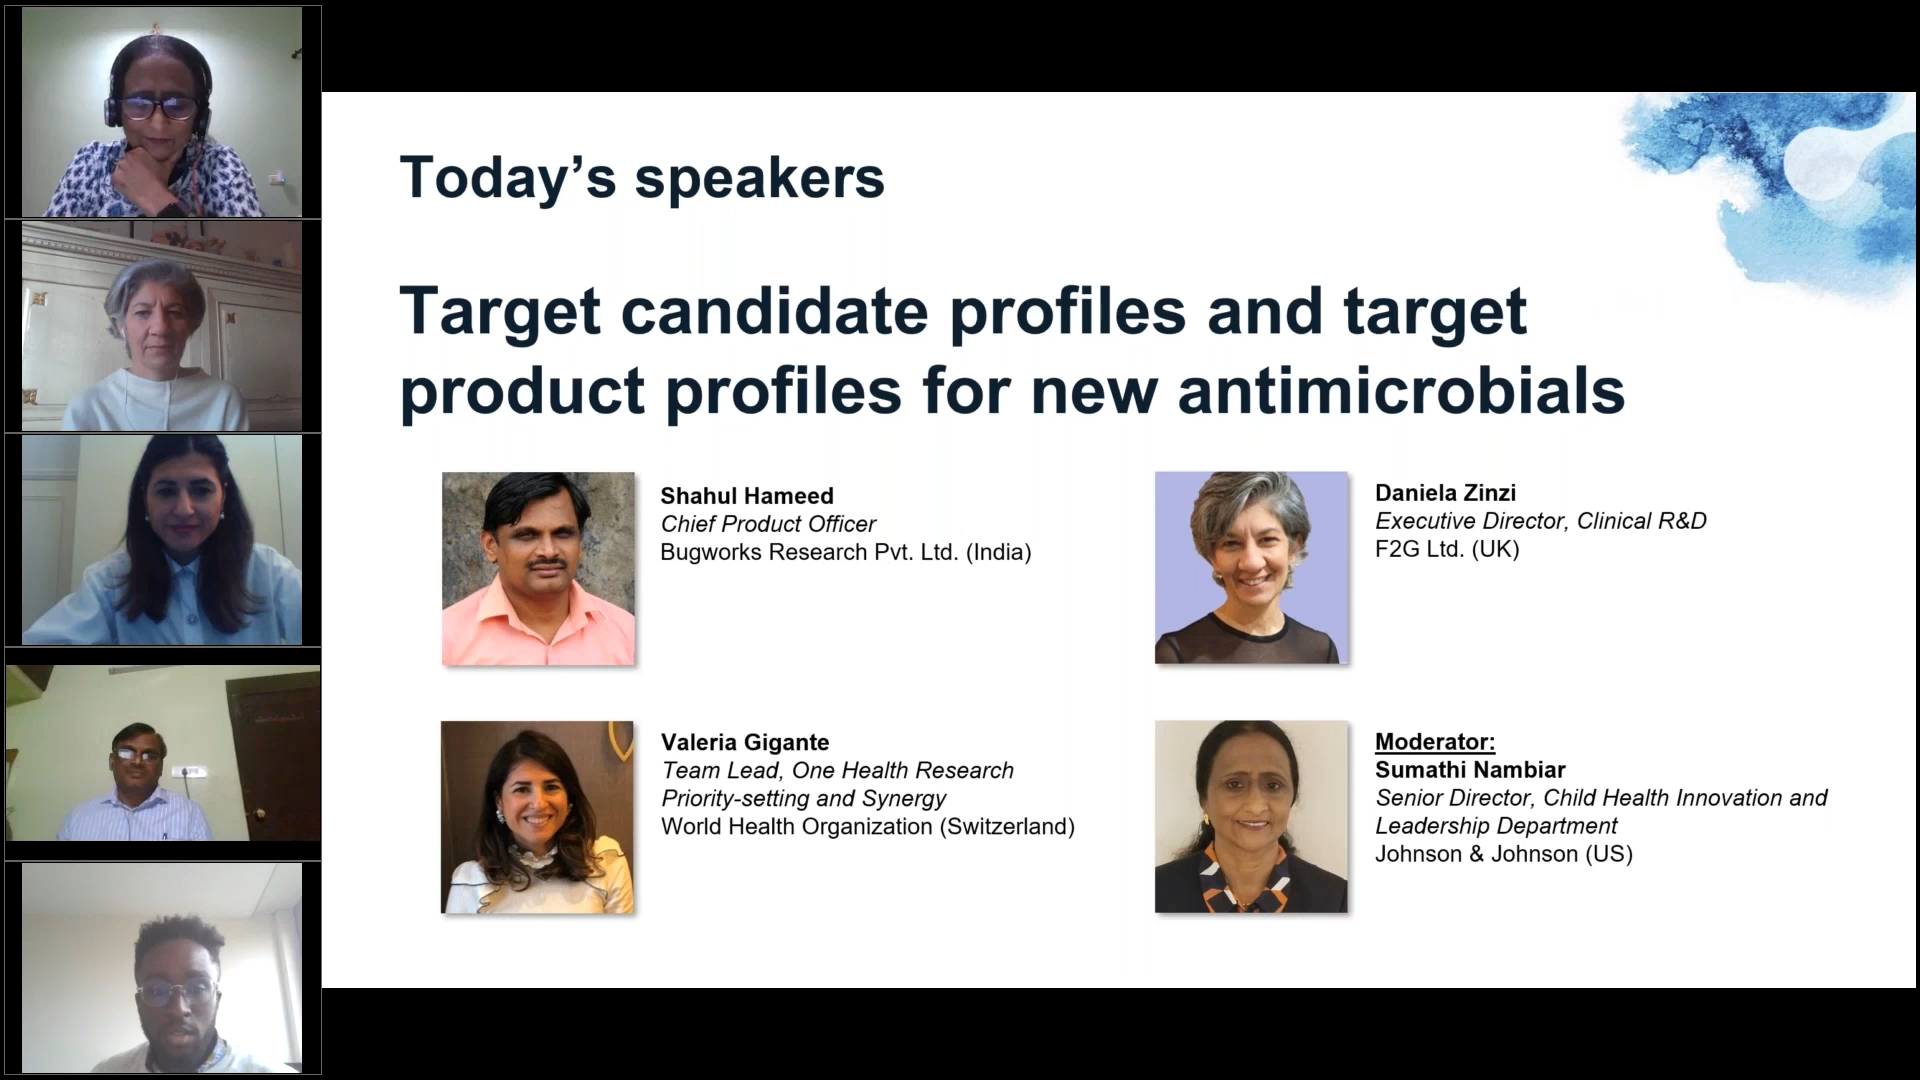 Today’s speakers
Target candidate profiles and target
product profiles for new antimicrobials
Shahul Hameed
Chief Product Officer
Bugworks Research Pvt. Ltd. (India)
Daniela Zinzi
Executive Director, Clinical R&D
F2G Ltd. (UK)
Valeria Gigante
Team Lead, One Health Research
Priority-setting and Synergy
World Health Organization (Switzerland)
Moderator:
Sumathi Nambiar
Senior Director, Child Health Innovation and
Leadership Department
Johnson & Johnson (US)